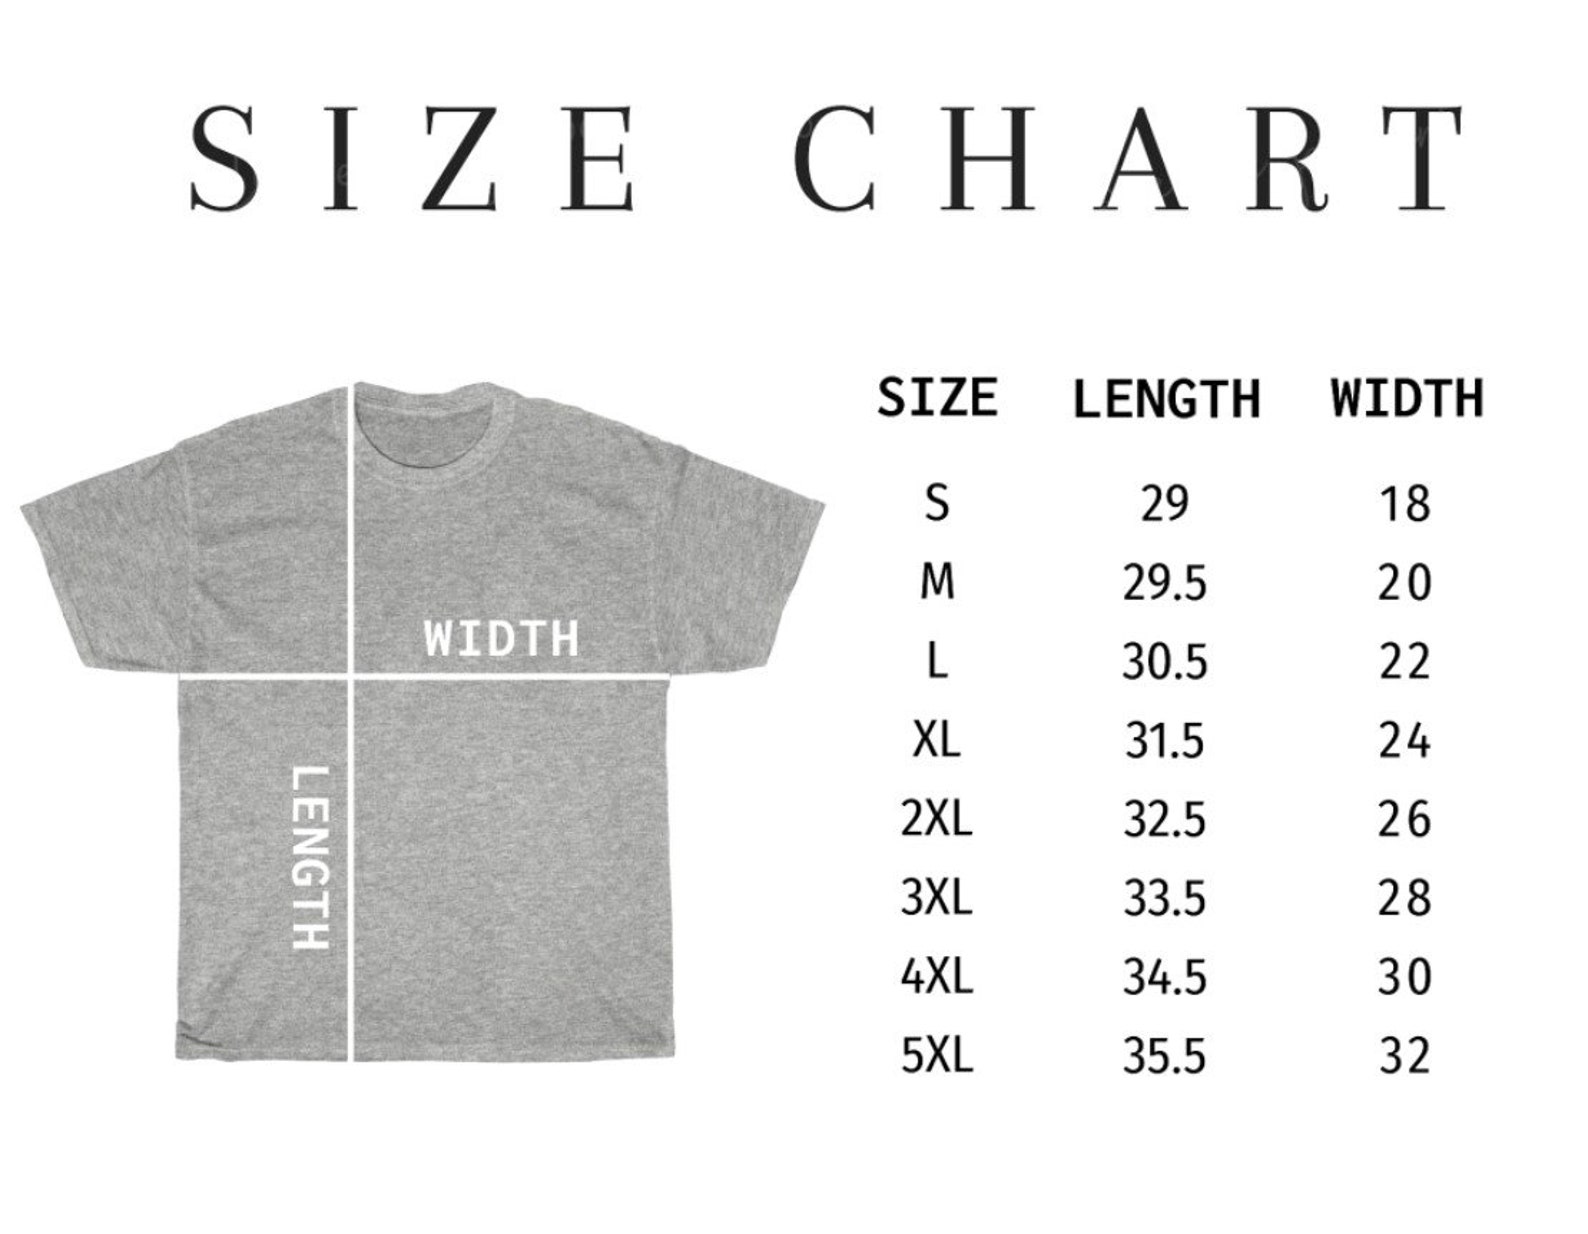 SIZE CHART
SIZE LENGTH WIDTH
S 29 18
M 29.5 20
L 30.5 22
XL 31.5 24
2XL 32.5 26
3XL 33.5 28
4XL 34.5 30
5XL 35.5 32
WIDTH
LENGTH